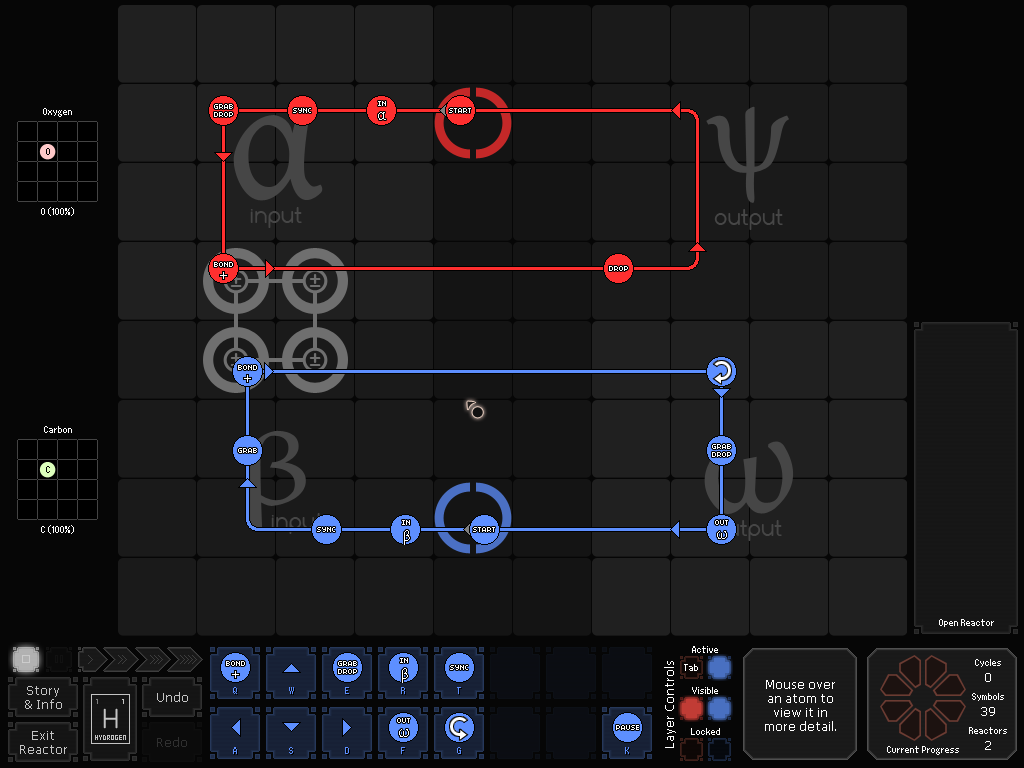 Oxygen
O
O (100%)
Carbon
C
C (100%)
GRAB
DROP
SYNC
IN
α
START
α
input
ψ
output
BOND
+
DROP
± ±
± ±
BOND
+
GRAB
GRAB
DROP
β
input
ω
output
SYNC
IN
β
START
OUT
ω
Open Reactor
Story
& Info
Exit
Reactor
1 1
H
HYDROGEN
Undo
Redo
BOND
+
Q
W
GRAB
DROP
E
IN
β
R
SYNC
T
A
S
D
OUT
ω
F
G
PAUSE
K
Layer Controls
Active
Tab
Visible
Locked
Mouse over
an atom to
view it in
more detail.
Cycles
0
Symbols
39
Reactors
2
Current Progress